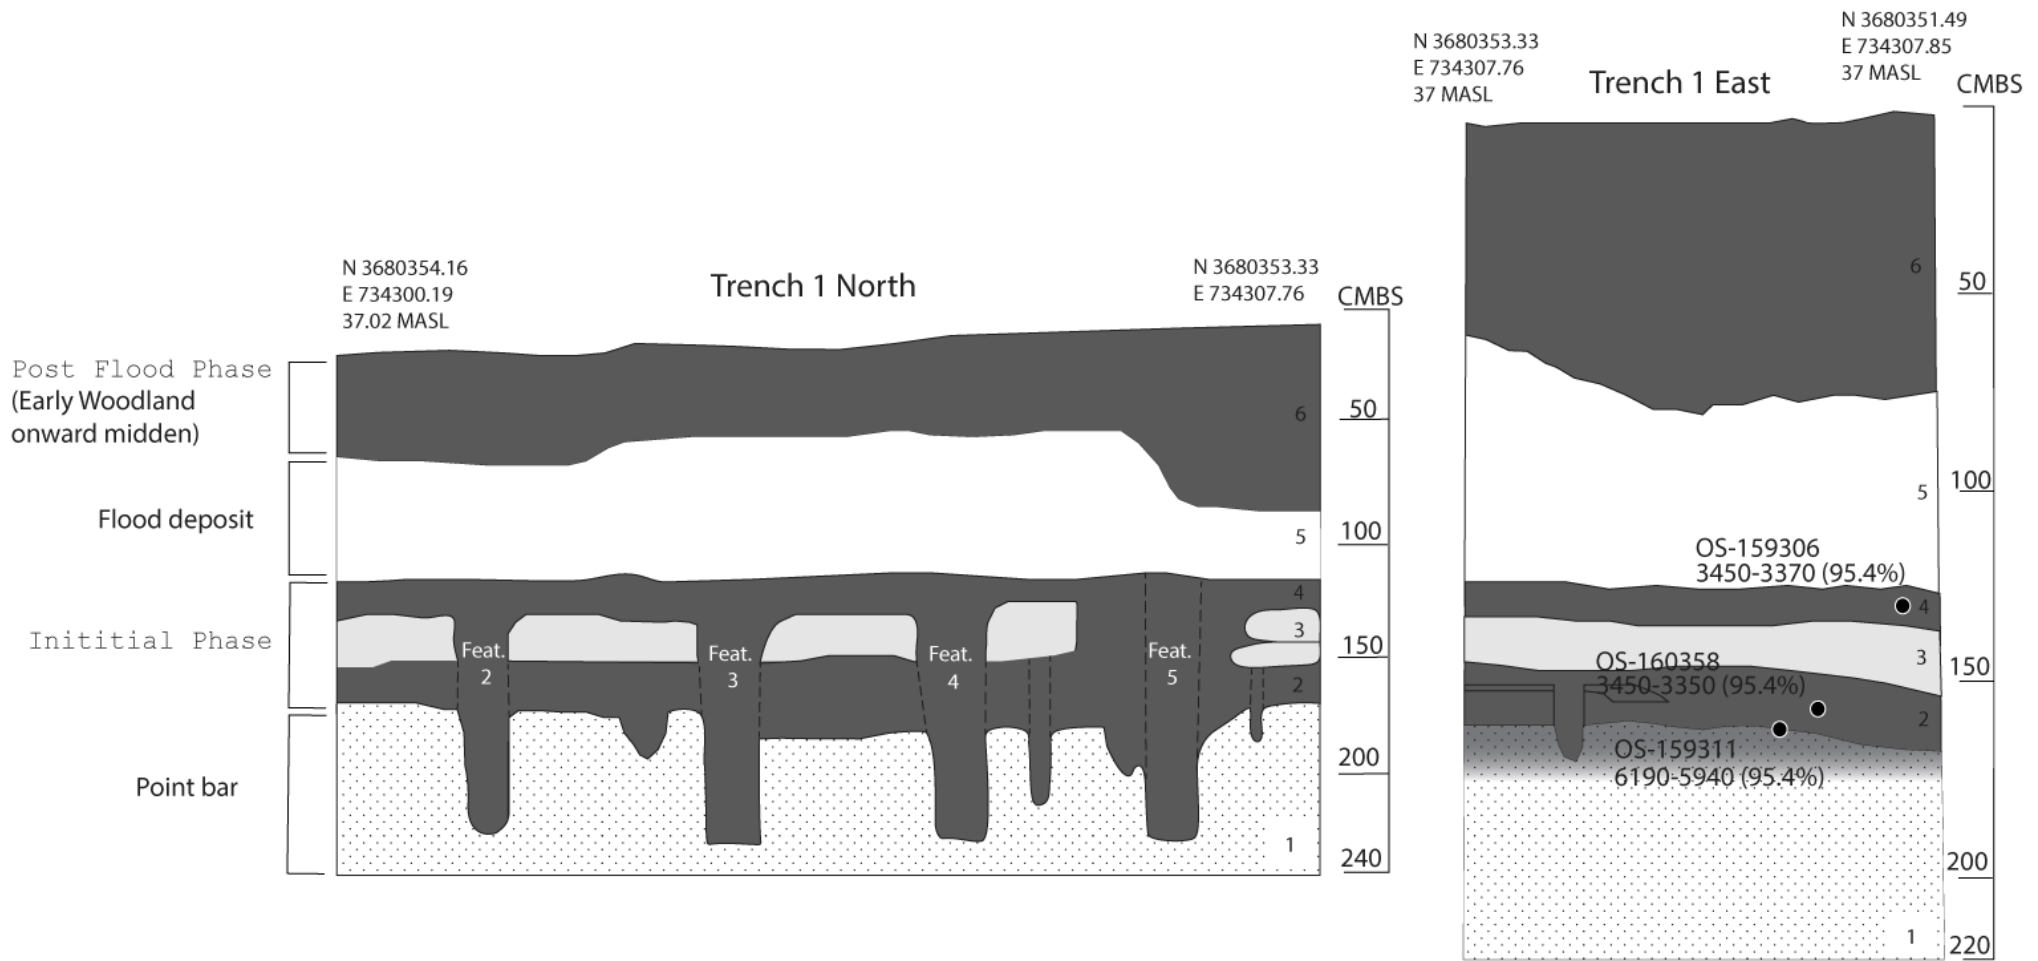 N 3680354.16
E 734300.19
37.02 MASL
Trench 1 North
N 3680353.33
E 734307.76
CMBS
Post Flood Phase
(Early Woodland
onward midden)
Flood deposit
Inititial Phase
Point bar
6
5
4
3
2
1
Feat.
2
Feat.
3
Feat.
4
Feat.
5
50
100
150
200
240
N 3680353.33
E 734307.76
37 MASL
Trench 1 East
N 3680351.49
E 734307.85
37 MASL
CMBS
6
5
OS-159306
3450-3370 (95.4%)
4
3
OS-160358
3450-3350 (95.4%)
2
OS-159311
6190-5940 (95.4%)
1
50
100
150
200
220